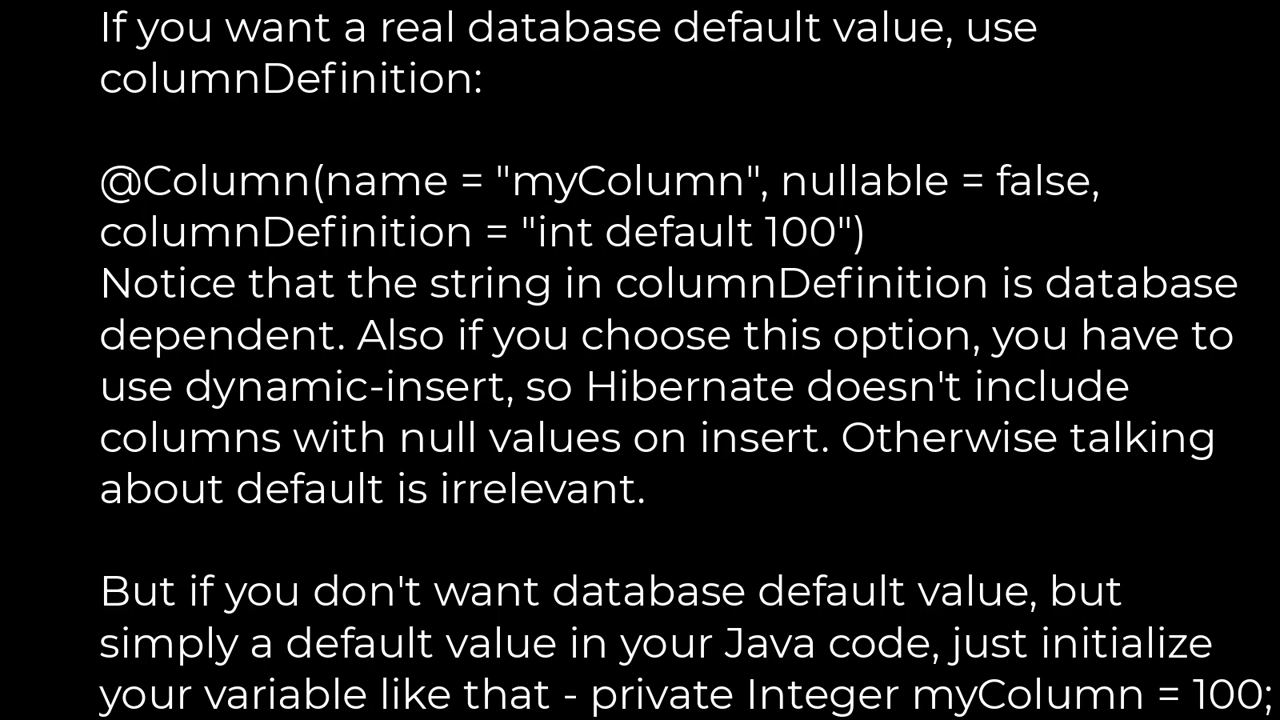 If you want a real database default value, use
columnDefinition:
@Column(name = "myColumn", nullable = false,
columnDefinition = "int default 100")
Notice that the string in columnDefinition is database
dependent. Also if you choose this option, you have to
use dynamic-insert, so Hibernate doesn't include
columns with null values on insert. Otherwise talking
about default is irrelevant.
But if you don't want database default value, but
simply a default value in your Java code, just initialize
your variable like that - private Integer myColumn = 100;